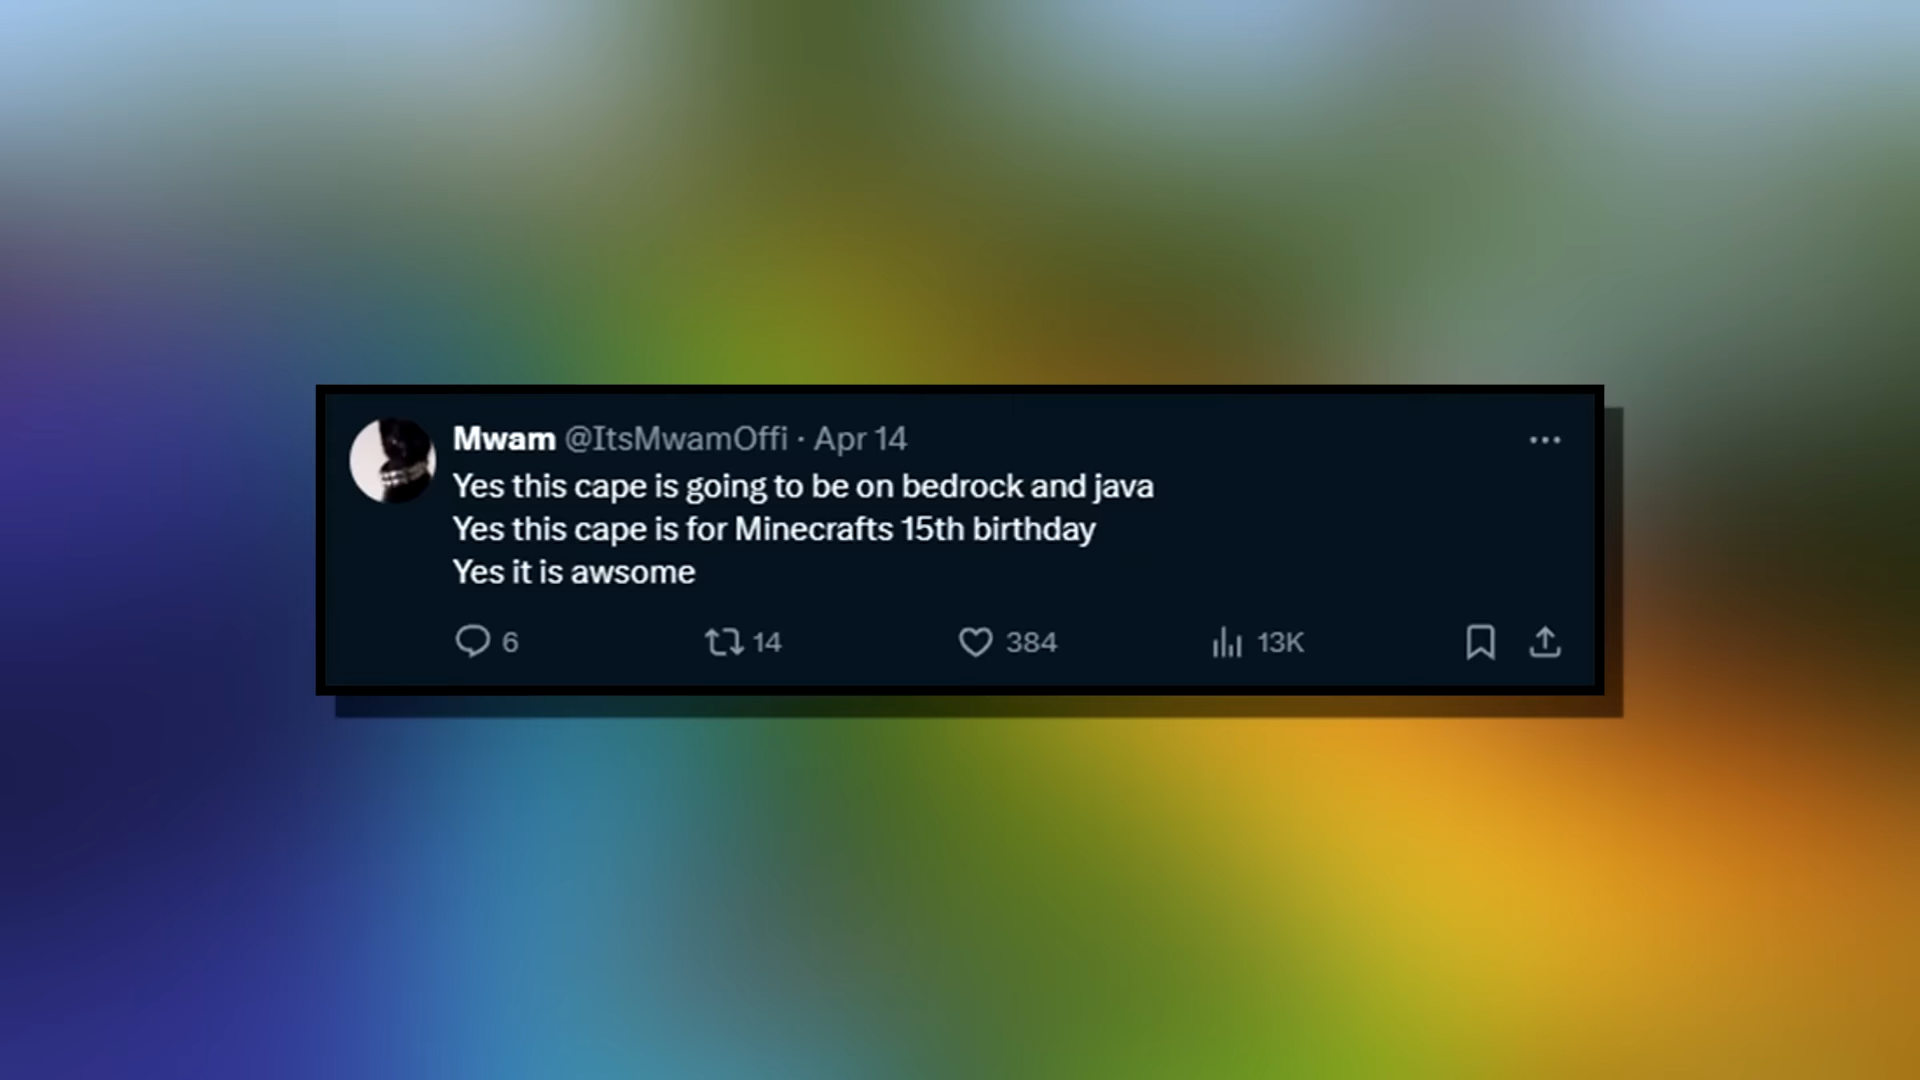 Mwam @ItsMwamOffi · Apr 14
Yes this cape is going to be on bedrock and java
Yes this cape is for Minecrafts 15th birthday
Yes it is awsome
6 14 384 13K